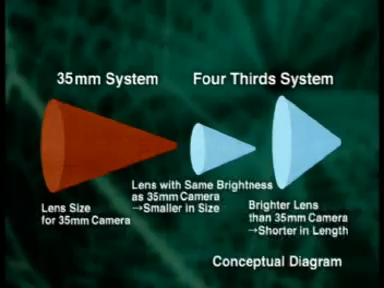 35mm System
Four Thirds System
Lens Size
for 35mm Camera
Lens with Same Brightness
as 35mm Camera
→Smaller in Size
Brighter Lens
than 35mm Camera
→Shorter in Length
Conceptual Diagram